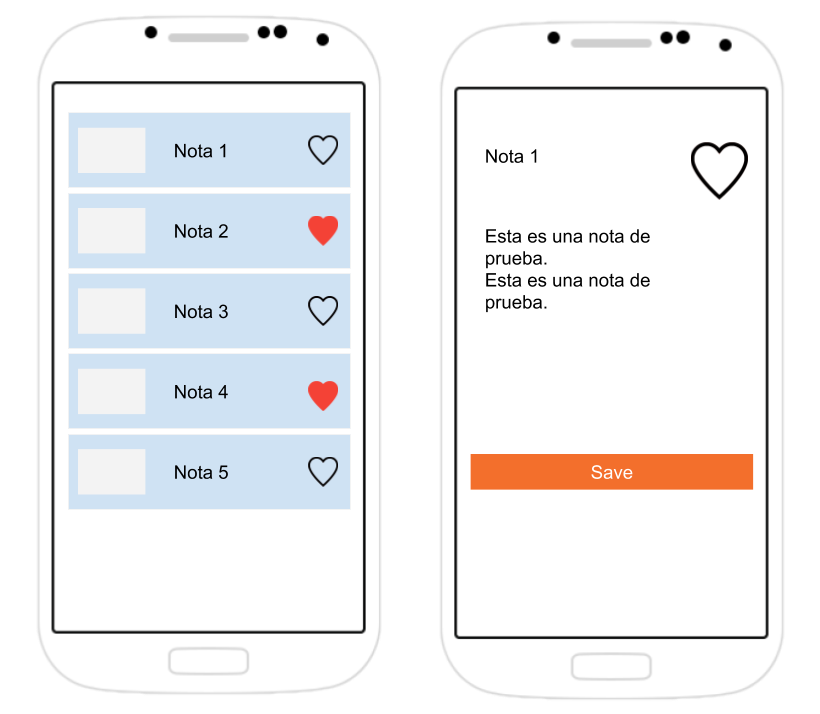 Nota 1
Nota 2
Nota 3
Nota 4
Nota 5
Nota 1
Esta es una nota de
prueba.
Esta es una nota de
prueba.
Save